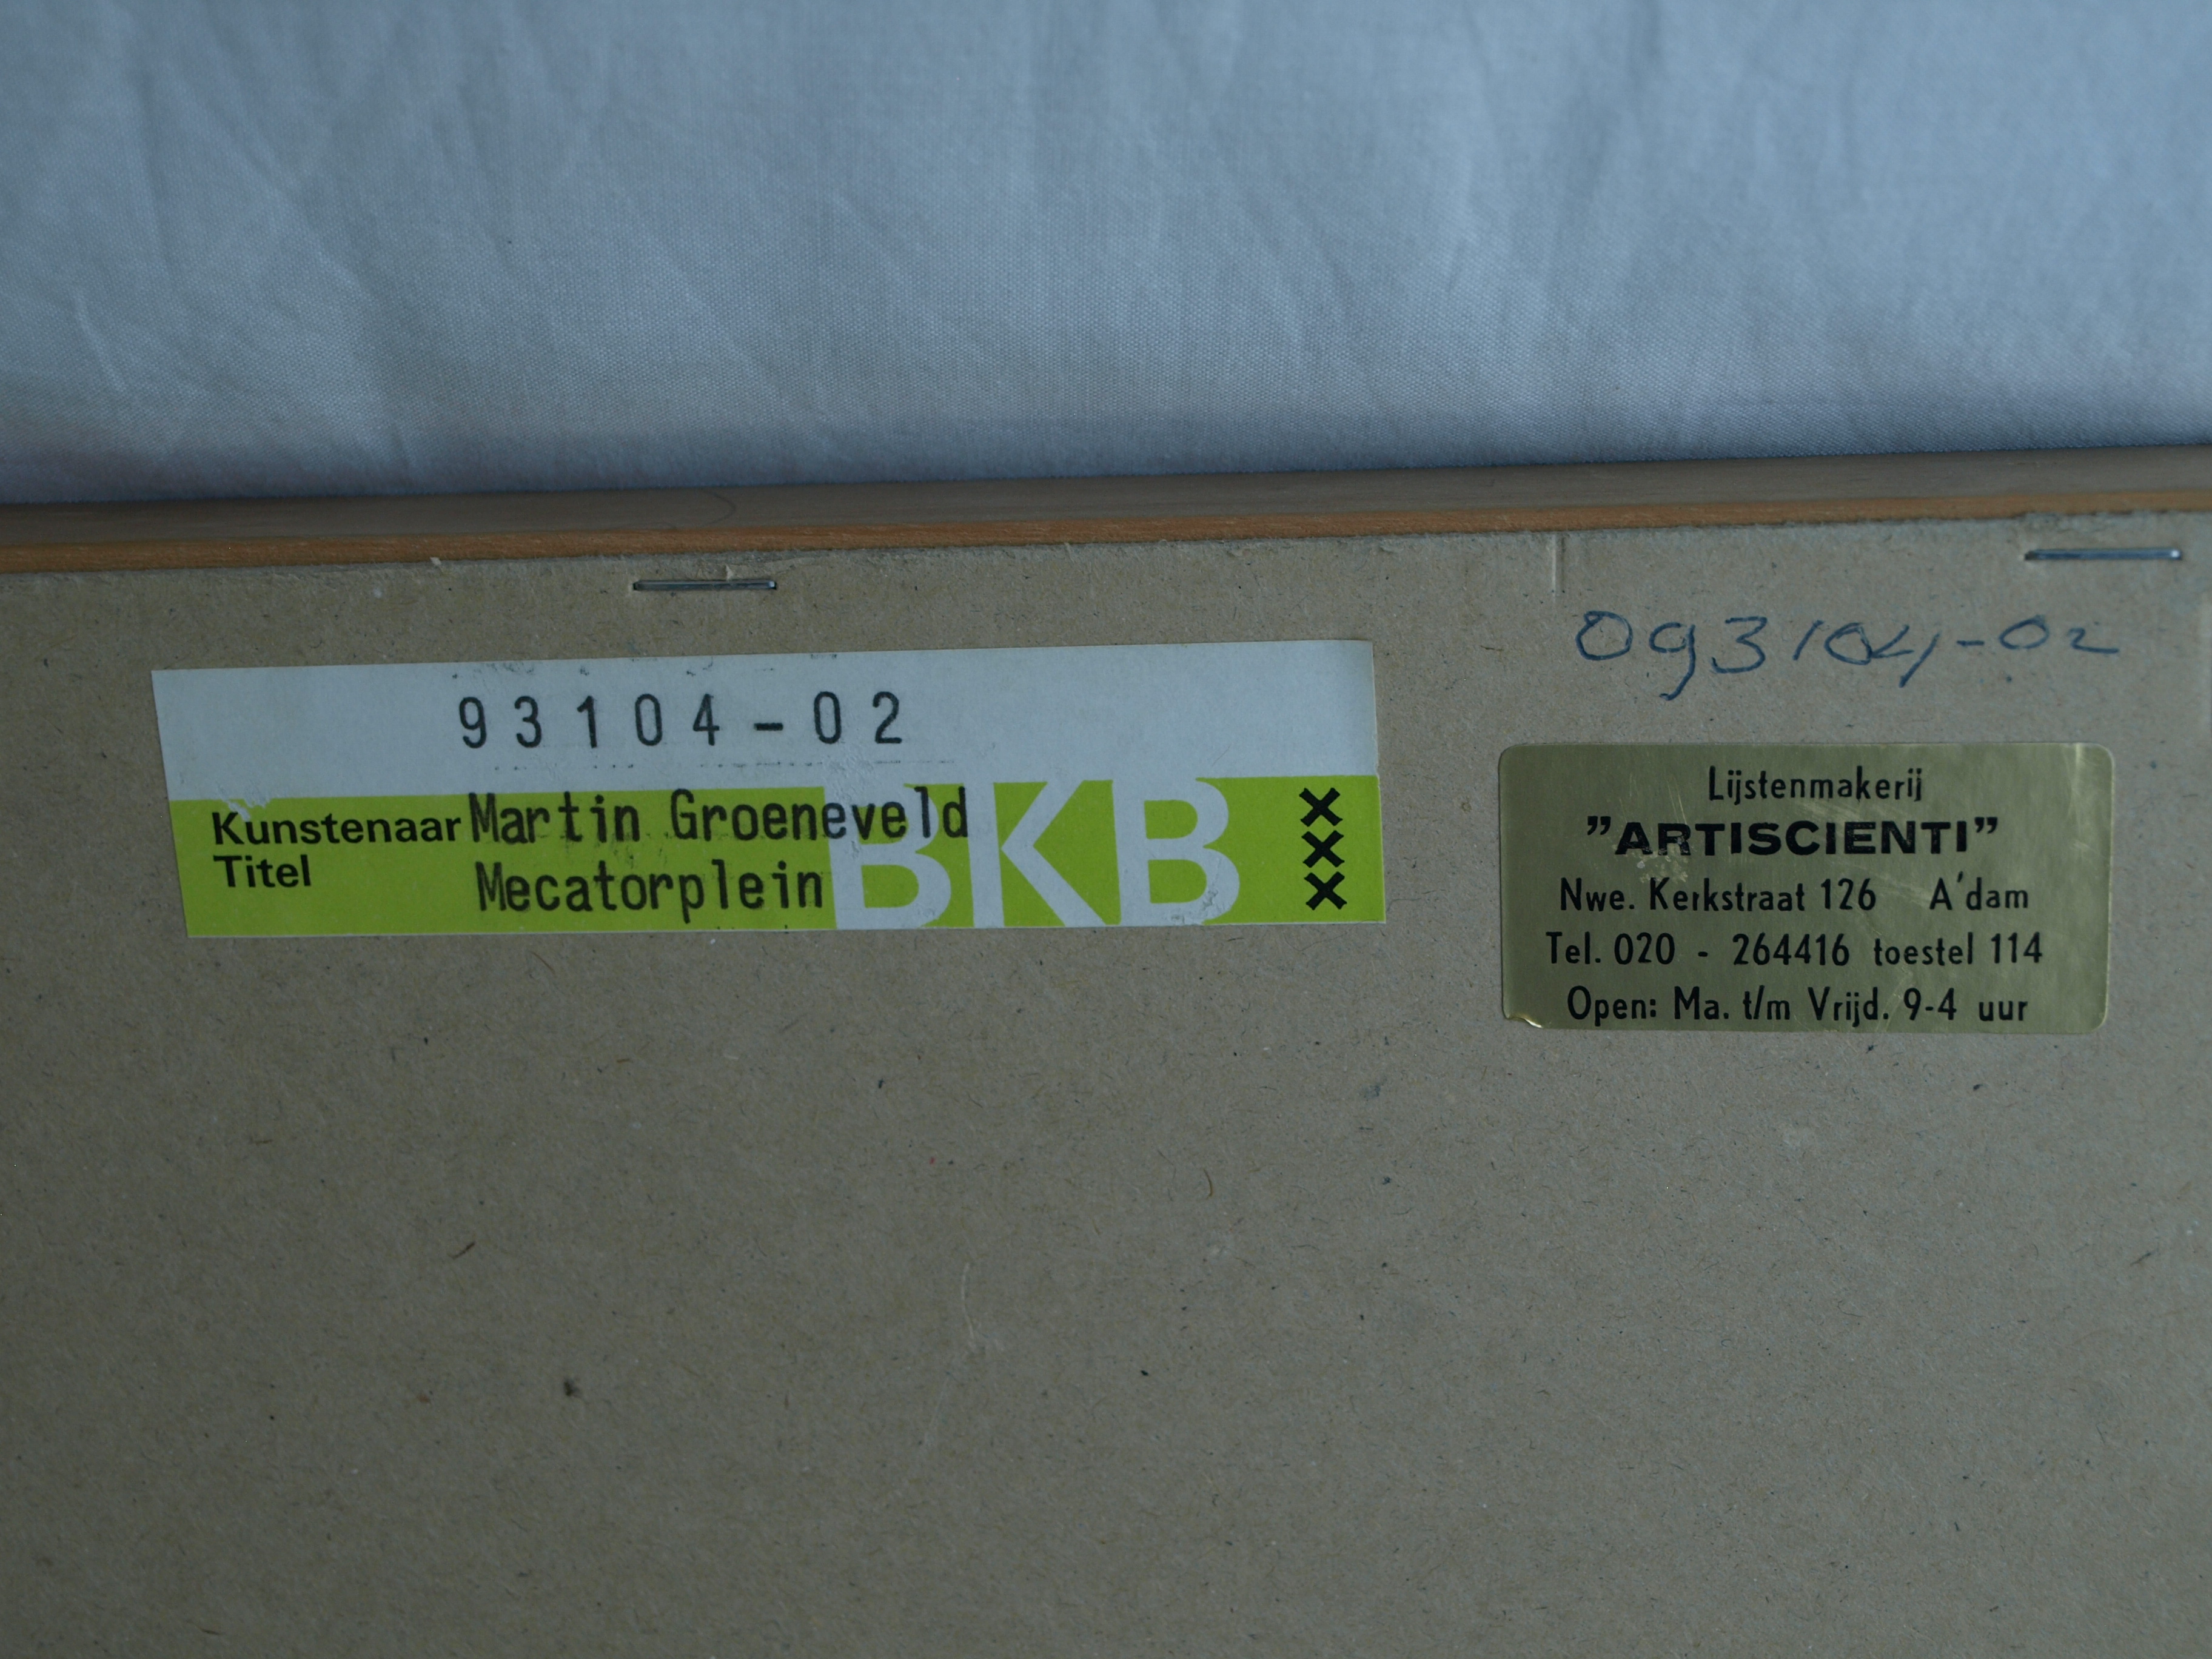 093104-02
93104-02
Kunstenaar Martin Groeneveld
Titel Mecatorplein
BKB
XXX
Lijstenmakerij
”ARTISCIENTI”
Nwe. Kerkstraat 126 A'dam
Tel. 020 - 264416 toestel 114
Open: Ma. t/m Vrijd. 9-4 uur